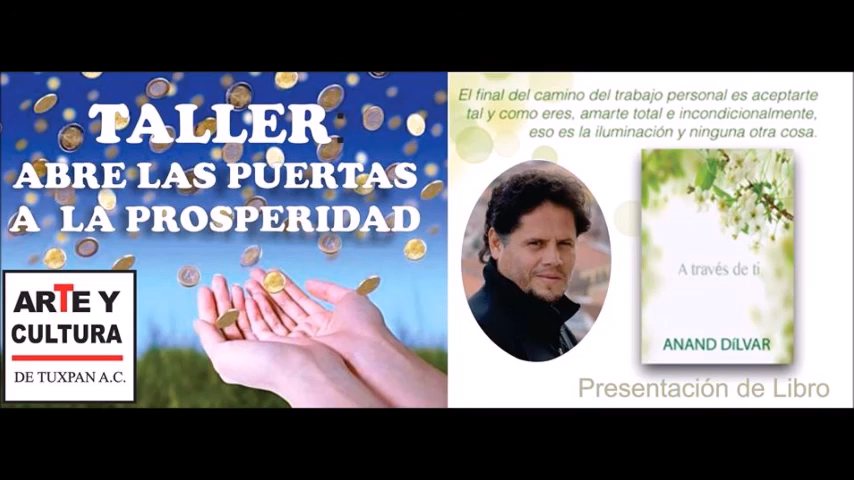 TALLER
ABRE LAS PUERTAS
A LA PROSPERIDAD
ARTE Y
CULTURA
DE TUXPAN A.C.
El final del camino del trabajo personal es aceptarte
tal y como eres, amarte total e incondicionalmente,
eso es la iluminación y ninguna otra cosa.
A través de ti
ANAND DíLVAR
Presentación de Libro